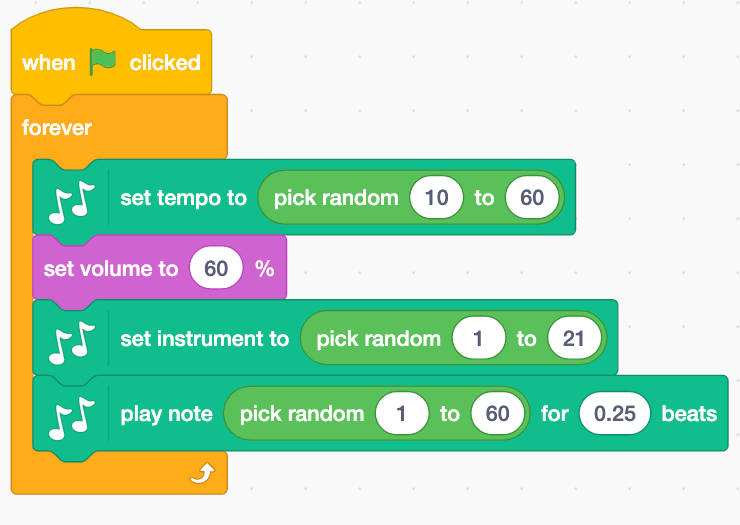 when clicked
forever
set tempo to pick random 10 to 60
set volume to 60 %
set instrument to pick random 1 to 21
play note pick random 1 to 60 for 0.25 beats